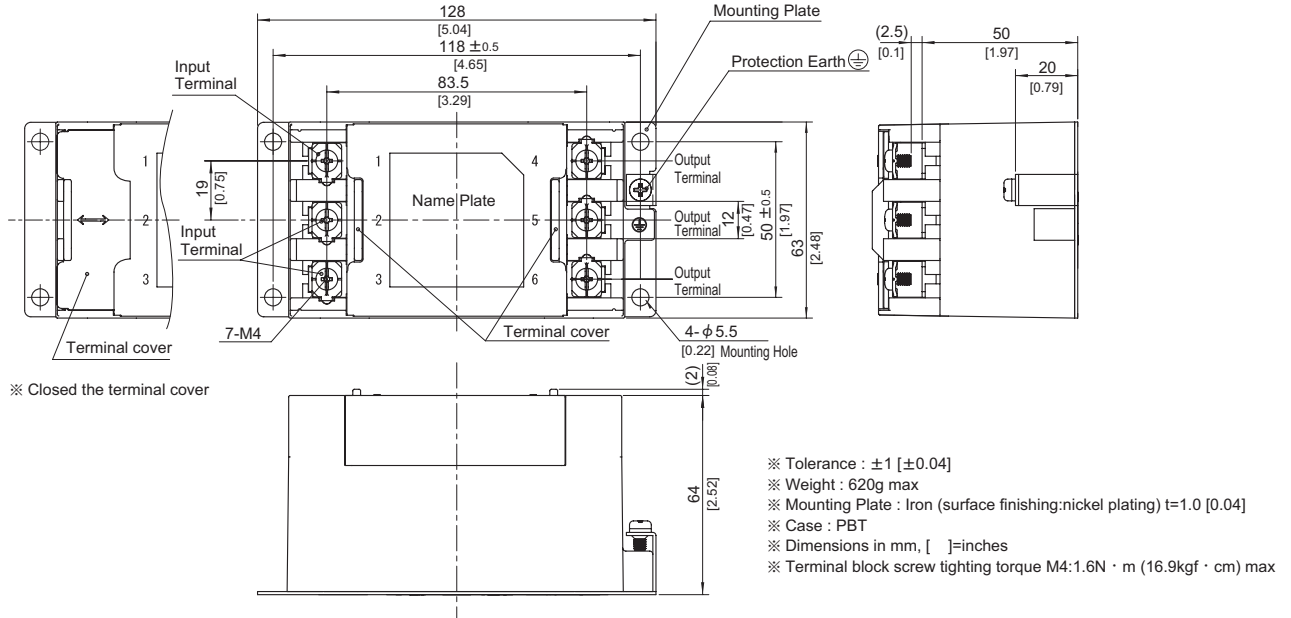 128
[5.04]
118 ±0.5
[4.65]
83.5
[3.29]
Mounting Plate
Protection Earth
Input
Terminal
(2.5)
[0.1]
50
[1.97]
20
[0.79]
1
2
3
19
[0.75]
Input
Terminal
1
2
3
Name Plate
4
5
6
Output
Terminal
Output
Terminal
Output
Terminal
12
[0.47]
50 ±0.5
[1.97]
63
[2.48]
7-M4
Terminal cover
4-ϕ5.5
[0.22] Mounting Hole
Terminal cover
※ Closed the terminal cover
(2)
[0.08]
64
[2.52]
※ Tolerance : ±1 [±0.04]
※ Weight : 620g max
※ Mounting Plate : Iron (surface finishing:nickel plating) t=1.0 [0.04]
※ Case : PBT
※ Dimensions in mm, [ ]=inches
※ Terminal block screw tighting torque M4:1.6N · m (16.9kgf · cm) max